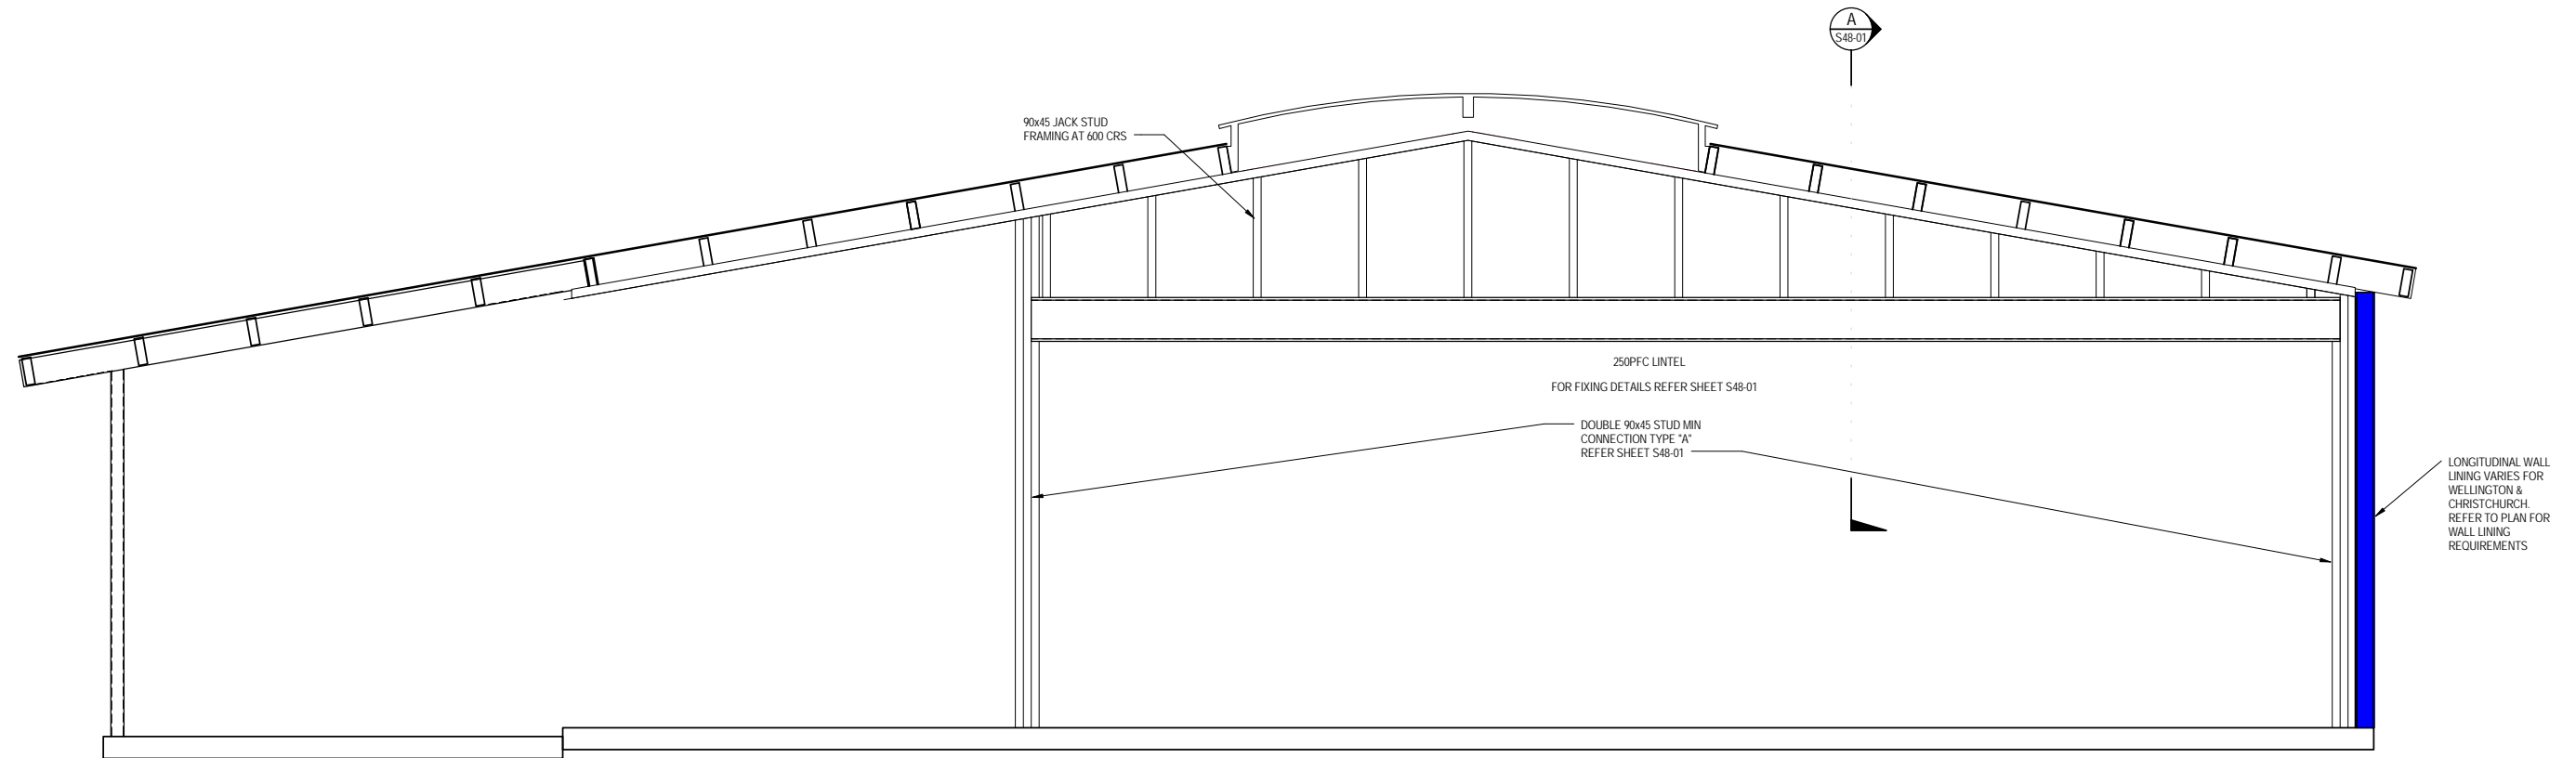 A
S48-01
90x45 JACK STUD
FRAMING AT 600 CRS
250PFC LINTEL
FOR FIXING DETAILS REFER SHEET S48-01
DOUBLE 90x45 STUD MIN
CONNECTION TYPE "A"
REFER SHEET S48-01
LONGITUDINAL WALL
LINING VARIES FOR
WELLINGTON &
CHRISTCHURCH.
REFER TO PLAN FOR
WALL LINING
REQUIREMENTS